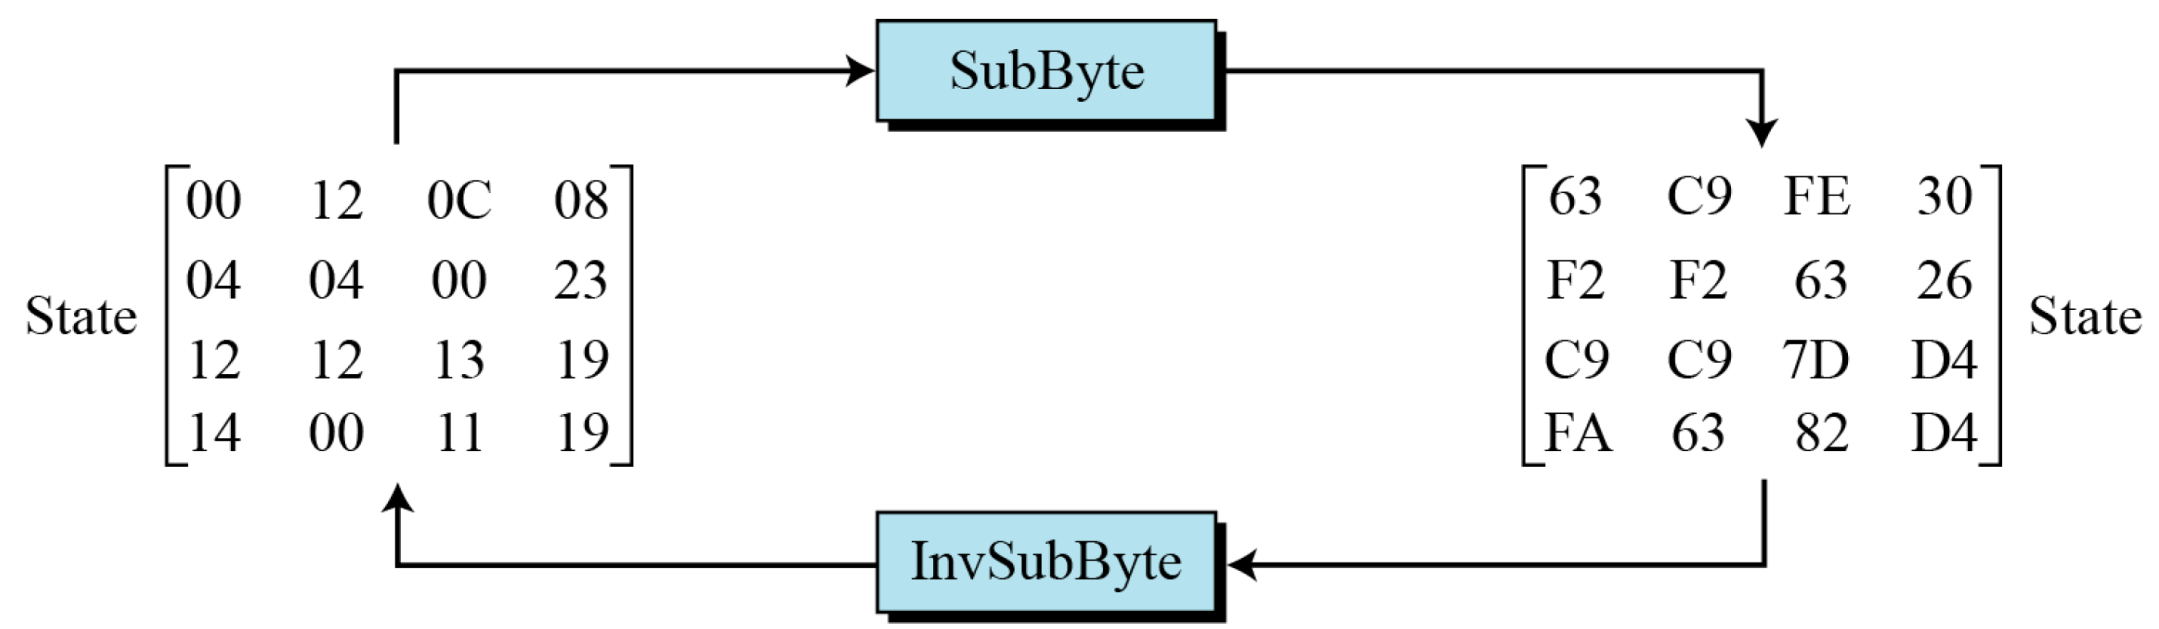 SubByte
00 12 0C 08 63 C9 FE 30
04 04 00 23 F2 F2 63 26
State State
12 12 13 19 C9 C9 7D D4
14 00 11 19 FA 63 82 D4
InvSubByte